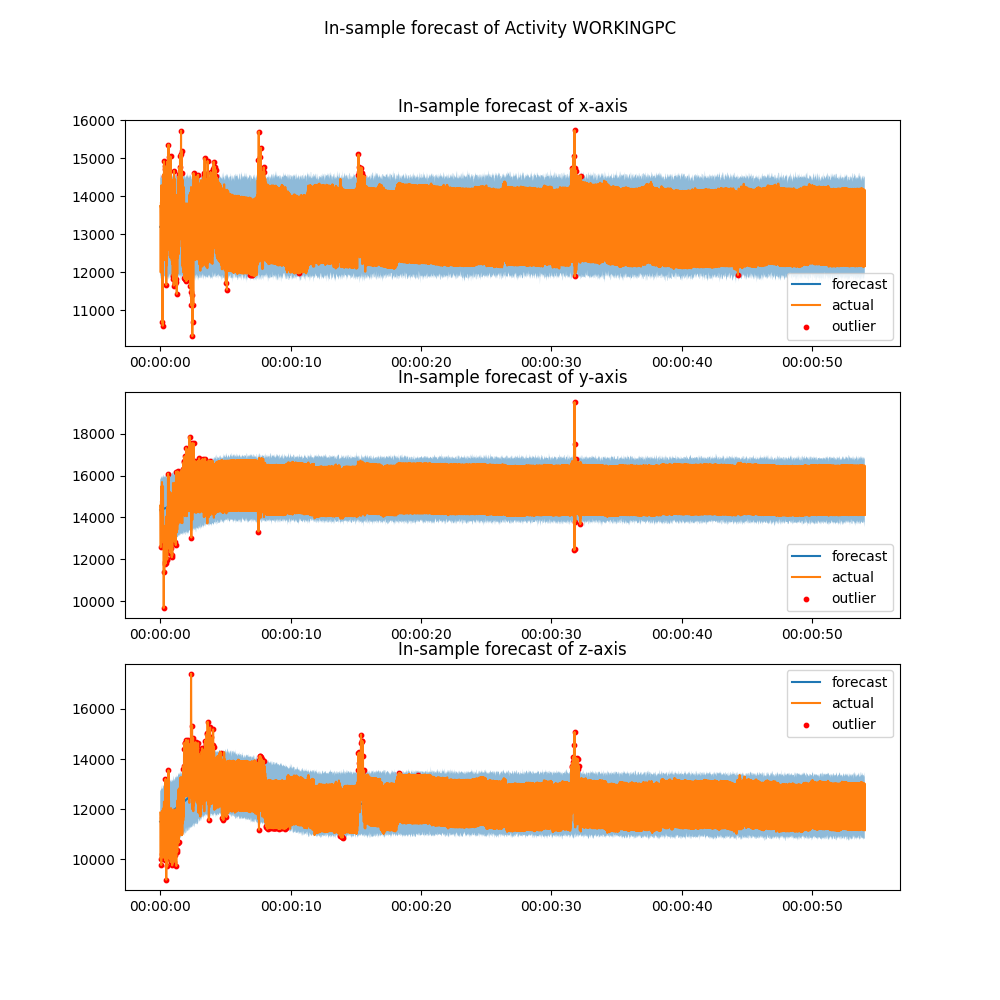 In-sample forecast of Activity WORKINGPC
In-sample forecast of x-axis
16000
15000
14000
13000
12000
11000
forecast
actual
outlier
00:00:00 00:00:10 00:00:20 00:00:30 00:00:40 00:00:50
In-sample forecast of y-axis
18000
16000
14000
12000
10000
forecast
actual
outlier
00:00:00 00:00:10 00:00:20 00:00:30 00:00:40 00:00:50
In-sample forecast of z-axis
forecast
actual
outlier
16000
14000
12000
10000
00:00:00 00:00:10 00:00:20 00:00:30 00:00:40 00:00:50